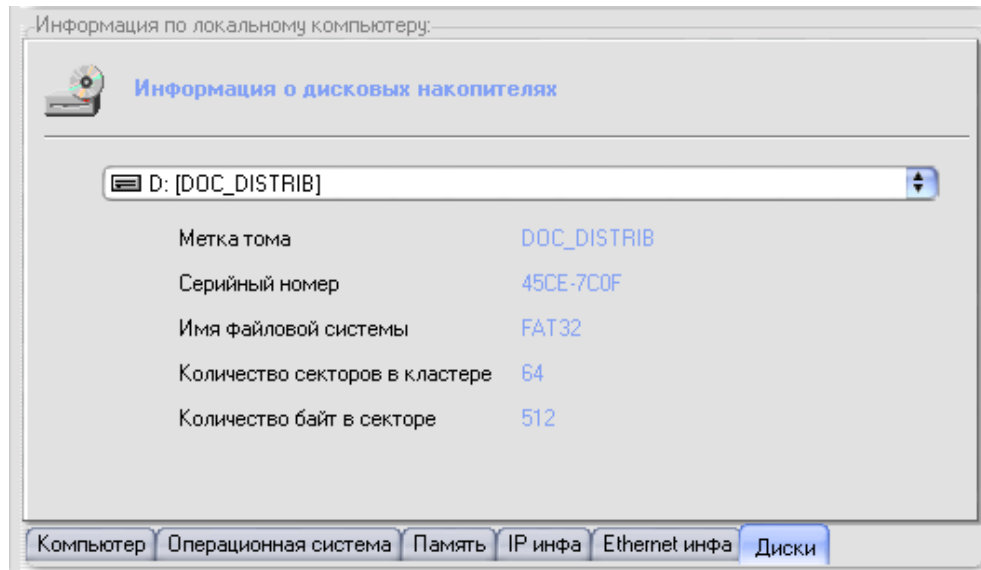 Информация по локальному компьютеру:
Информация о дисковых накопителях
D: [DOC_DISTRIB]
Метка тома DOC_DISTRIB
Серийный номер 45CE-7C0F
Имя файловой системы FAT32
Количество секторов в кластере 64
Количество байт в секторе 512
Компьютер Операционная система Память IP инфа Ethernet инфа Диски